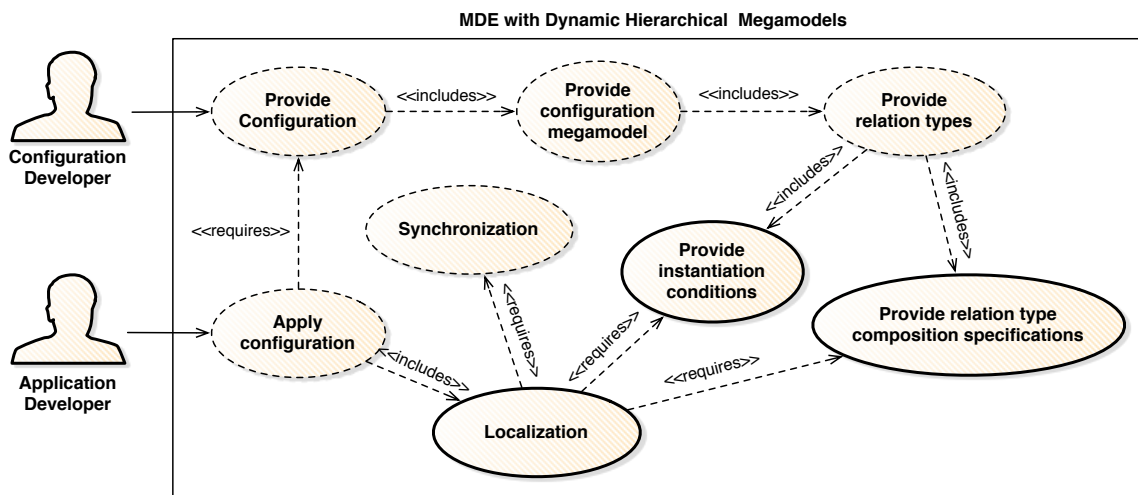 MDE with Dynamic Hierarchical Megamodels
Configuration
Developer
Provide
Configuration
<<includes>>
Provide
configuration
megamodel
<<includes>>
Provide
relation types
<<includes>>
<<includes>>
<<requires>>
Synchronization
Provide
instantiation
conditions
Provide relation type
composition specifications
Application
Developer
Apply
configuration
<<includes>>
<<requires>>
<<requires>>
<<requires>>
Localization